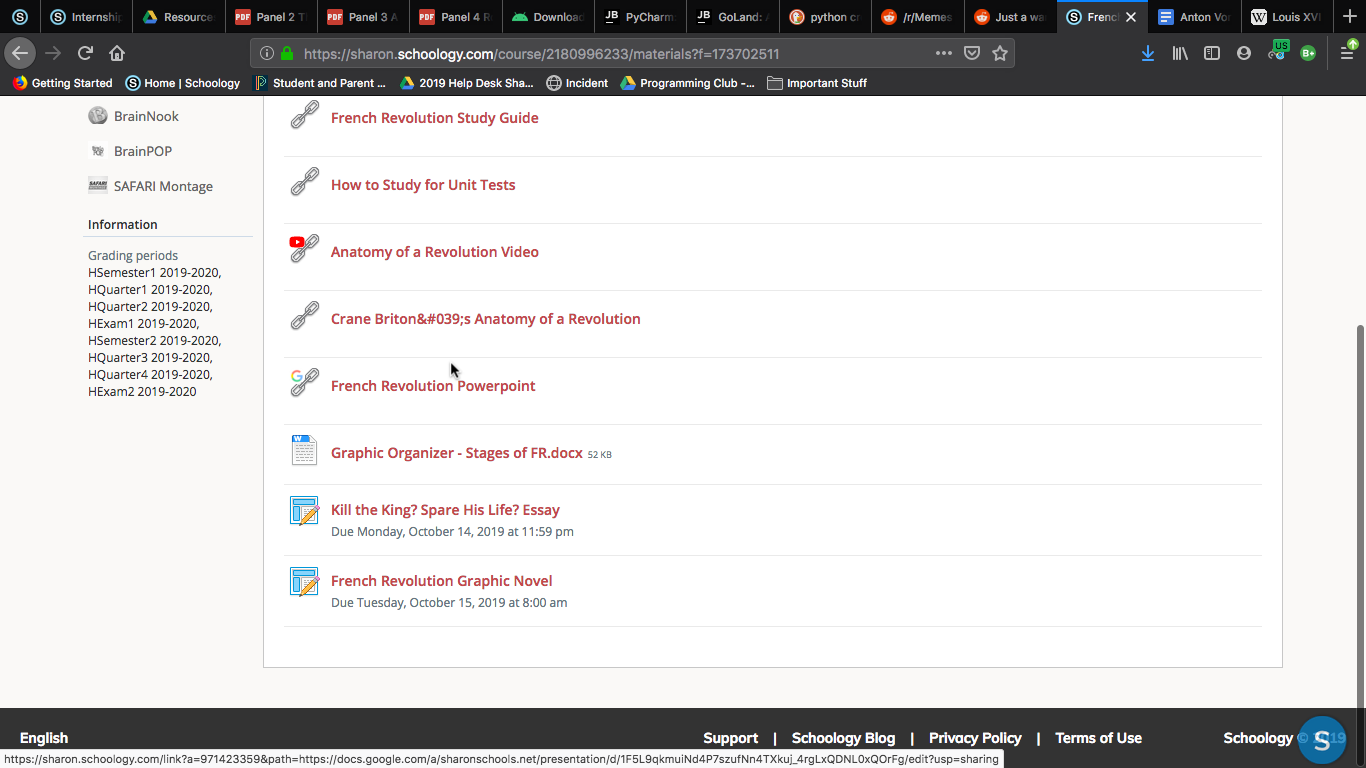 Internship
Resource
Panel 2 T
Panel 3 A
Panel 4 R
Download
PyCharm
GoLand:
python c
/r/Memes
Just a wa
Frenc
Anton Vo
Louis XV
https://sharon.schoology.com/course/2180996233/materials?f=173702511
US
B+
Getting Started
Home | Schoology
Student and Parent ...
2019 Help Desk Sha...
Incident
Programming Club -...
Important Stuff
BrainNook
BrainPOP
SAFARI Montage
Information
Grading periods
HSemester1 2019-2020,
HQuarter1 2019-2020,
HQuarter2 2019-2020,
HExam1 2019-2020,
HSemester2 2019-2020,
HQuarter3 2019-2020,
HQuarter4 2019-2020,
HExam2 2019-2020
French Revolution Study Guide
How to Study for Unit Tests
Anatomy of a Revolution Video
Crane Briton&#039;s Anatomy of a Revolution
French Revolution Powerpoint
Graphic Organizer - Stages of FR.docx 52 KB
Kill the King? Spare His Life? Essay
Due Monday, October 14, 2019 at 11:59 pm
French Revolution Graphic Novel
Due Tuesday, October 15, 2019 at 8:00 am
English
Support | Schoology Blog | Privacy Policy | Terms of Use
Schoology © 2019
S
https://sharon.schoology.com/link?a=971423359&path=https://docs.google.com/a/sharonschools.net/presentation/d/1F5L9qkmuiNd4P7szufNn4TXkuj_4rgLxQDNL0xQOrFg/edit?usp=sharing